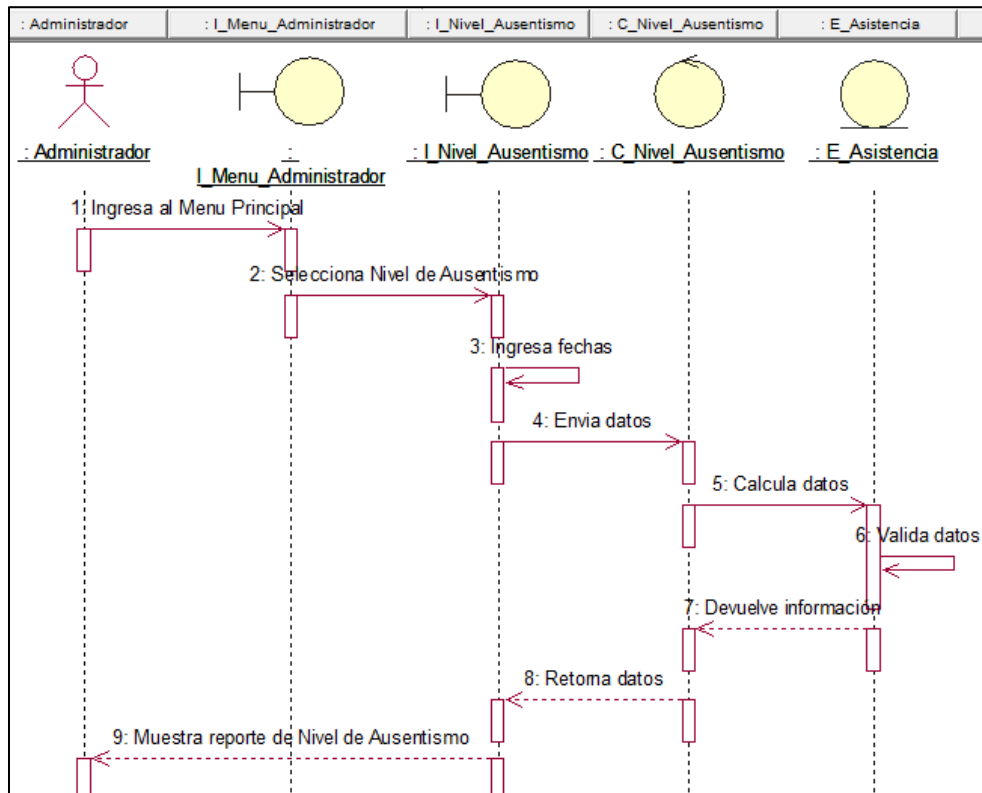 : Administrador
: I_Menu_Administrador
: I_Nivel_Ausentismo
: C_Nivel_Ausentismo
: E_Asistencia
: Administrador
:
I_Menu_Administrador
: I_Nivel_Ausentismo
: C_Nivel_Ausentismo
: E_Asistencia
1: Ingresa al Menu Principal
2: Selecciona Nivel de Ausentismo
3: Ingresa fechas
4: Envia datos
5: Calcula datos
6: Valida datos
7: Devuelve información
8: Retorna datos
9: Muestra reporte de Nivel de Ausentismo